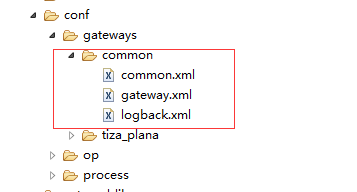 conf
gateways
common
common.xml
gateway.xml
logback.xml
tiza_plana
op
process